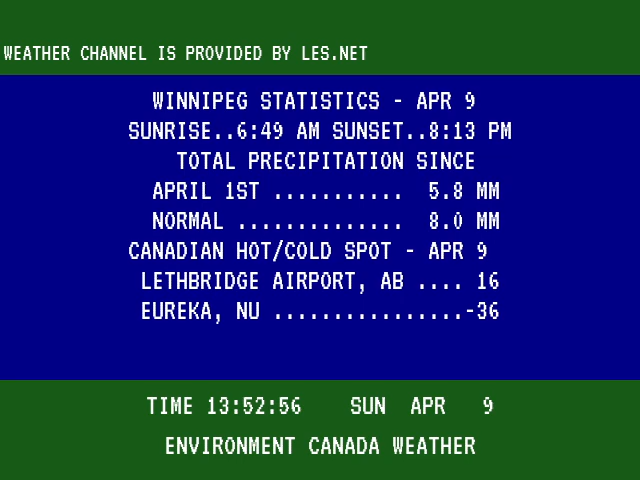 WEATHER CHANNEL IS PROVIDED BY LES.NET
WINNIPEG STATISTICS - APR 9
SUNRISE..6:49 AM SUNSET..8:13 PM
TOTAL PRECIPITATION SINCE
APRIL 1ST ........... 5.8 MM
NORMAL .............. 8.0 MM
CANADIAN HOT/COLD SPOT - APR 9
LETHBRIDGE AIRPORT, AB .... 16
EUREKA, NU ................-36
TIME 13:52:56 SUN APR 9
ENVIRONMENT CANADA WEATHER